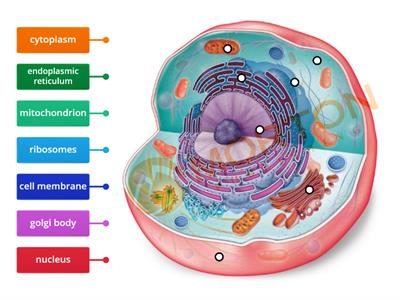 cytoplasm
endoplasmic
reticulum
mitochondrion
ribosomes
cell membrane
golgi body
nucleus